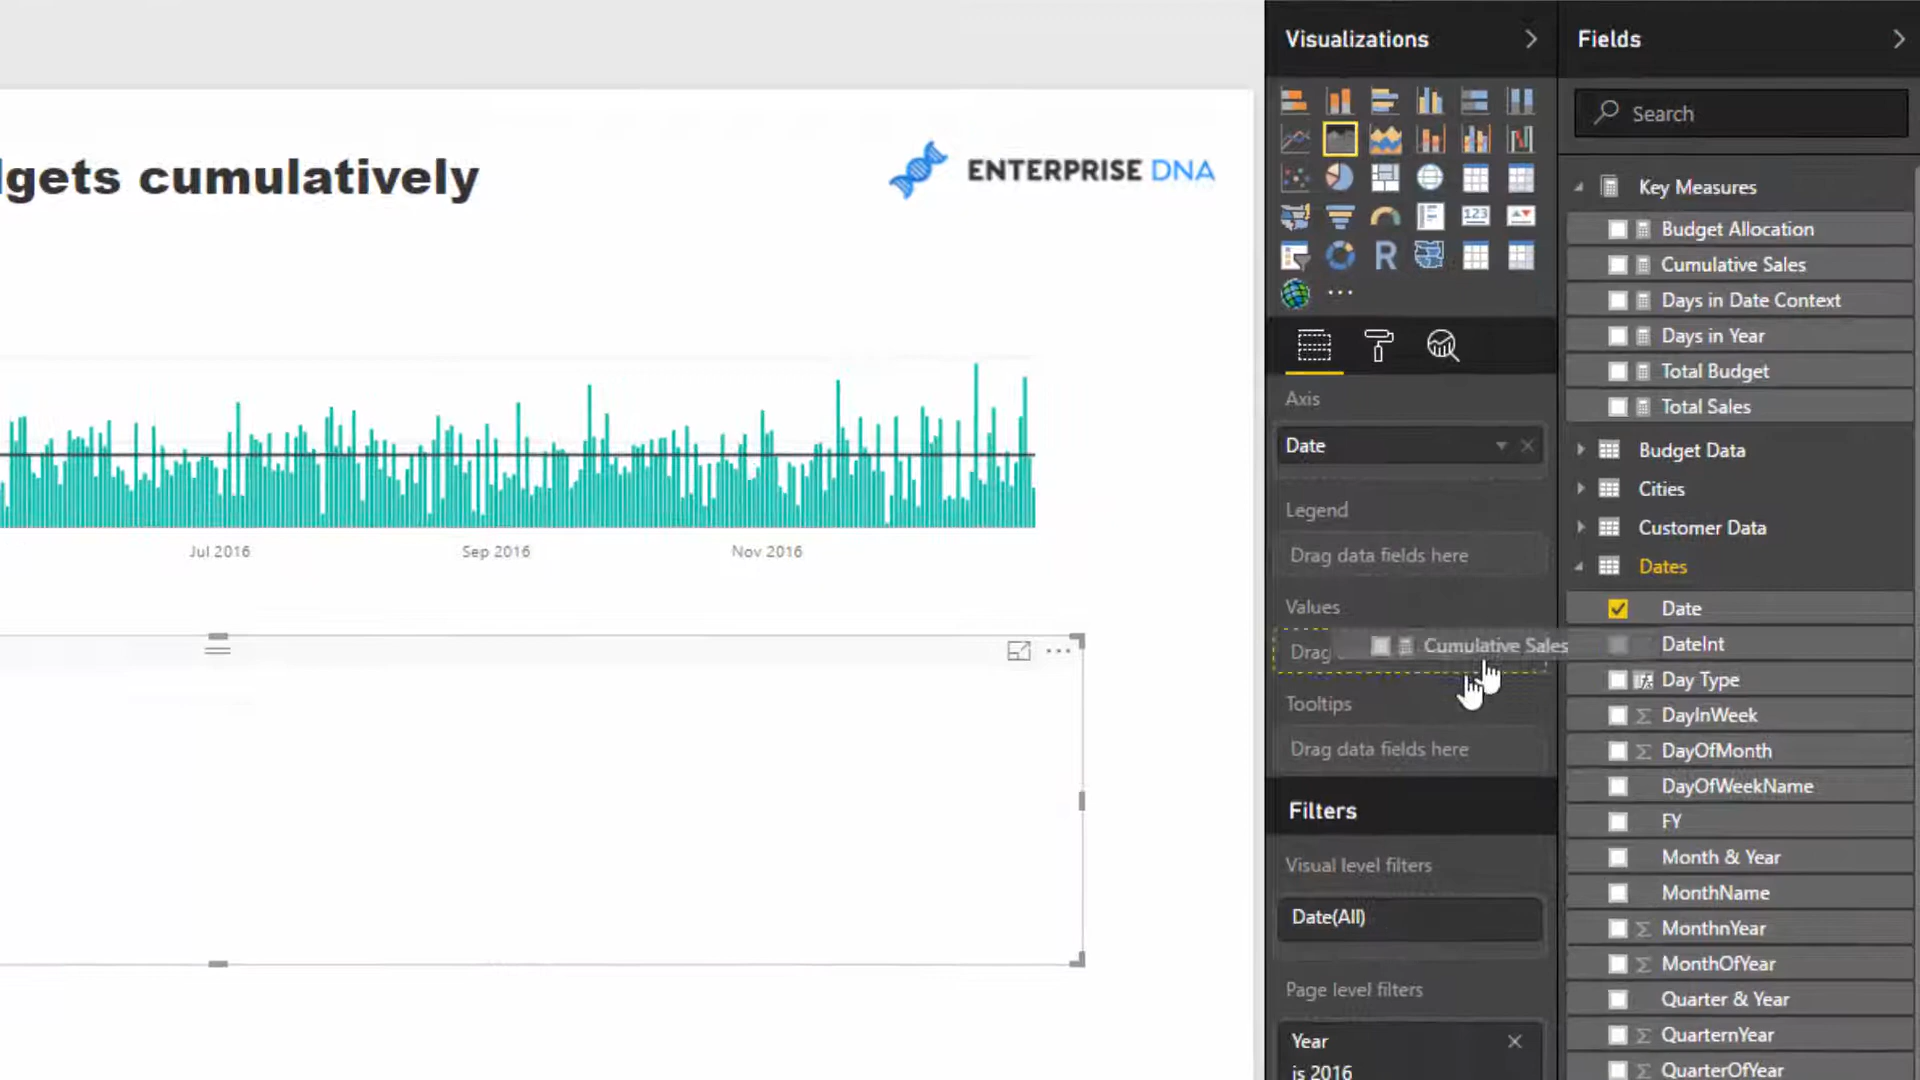 gets cumulatively
ENTERPRISE DNA
Jul 2016
Sep 2016
Nov 2016
Visualizations
R
123
Axis
Date
Legend
Drag data fields here
Values
Drag
Cumulative Sales
Tooltips
Drag data fields here
Filters
Visual level filters
Date(All)
Page level filters
Year
is 2016
Fields
Search
Key Measures
Budget Allocation
Cumulative Sales
Days in Date Context
Days in Year
Total Budget
Total Sales
Budget Data
Cities
Customer Data
Dates
Date
DateInt
Day Type
DayInWeek
DayOfMonth
DayOfWeekName
FY
Month & Year
MonthName
MonthnYear
MonthOfYear
Quarter & Year
QuarternYear
QuarterOfYear